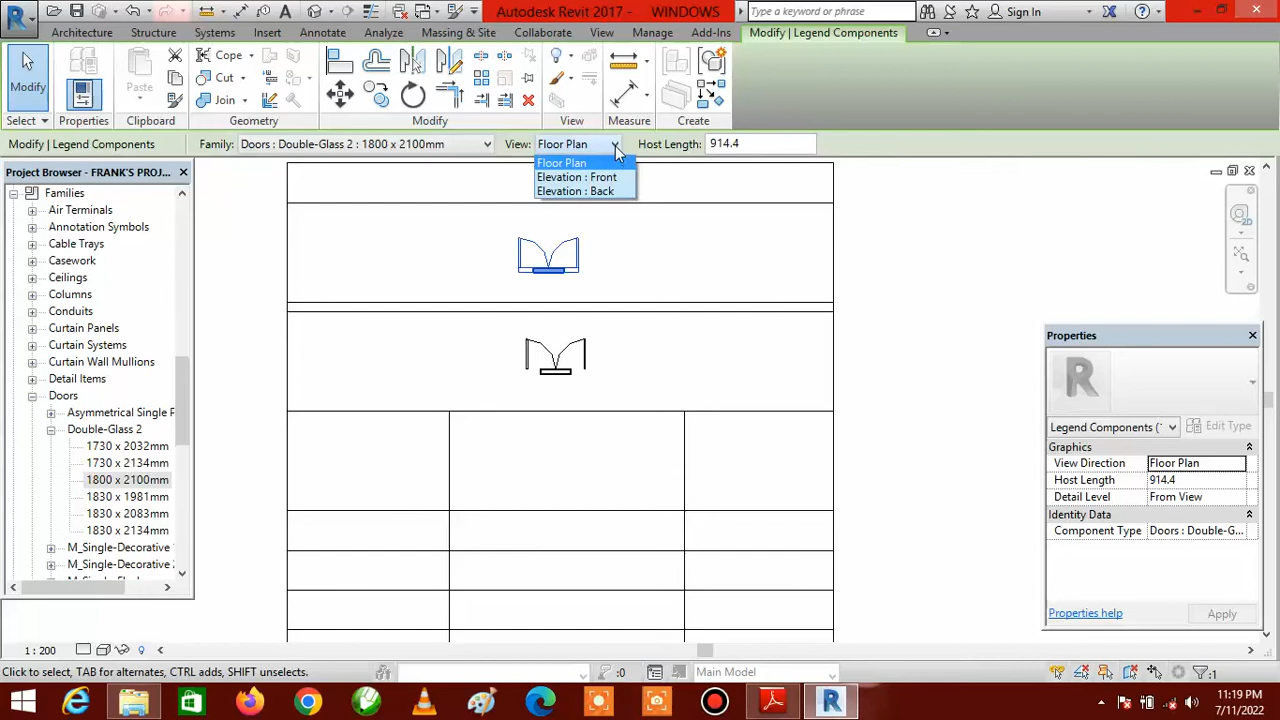 Autodesk Revit 2017 - WINDOWS
Type a keyword or phrase
Sign In
Architecture Structure Systems Insert Annotate Analyze Massing & Site Collaborate View Manage Add-Ins Modify | Legend Components
Modify
Paste
Cope
Cut
Join
Select Properties Clipboard Geometry Modify View Measure Create
Modify | Legend Components
Family: Doors : Double-Glass 2 : 1800 x 2100mm
View: Floor Plan
Host Length: 914.4
Floor Plan
Elevation : Front
Elevation : Back
Project Browser - FRANK'S PROJ...
Families
Air Terminals
Annotation Symbols
Cable Trays
Casework
Ceilings
Columns
Conduits
Curtain Panels
Curtain Systems
Curtain Wall Mullions
Detail Items
Doors
Asymmetrical Single P
Double-Glass 2
1730 x 2032mm
1730 x 2134mm
1800 x 2100mm
1830 x 1981mm
1830 x 2083mm
1830 x 2134mm
M_Single-Decorative
M_Single-Decorative 2
2D
Properties
R
Legend Components (
Edit Type
Graphics
View Direction Floor Plan
Host Length 914.4
Detail Level From View
Identity Data
Component Type Doors : Double-G...
Properties help
Apply
1 : 200
Click to select, TAB for alternates, CTRL adds, SHIFT unselects.
:0
Main Model
:1
11:19 PM
7/11/2022